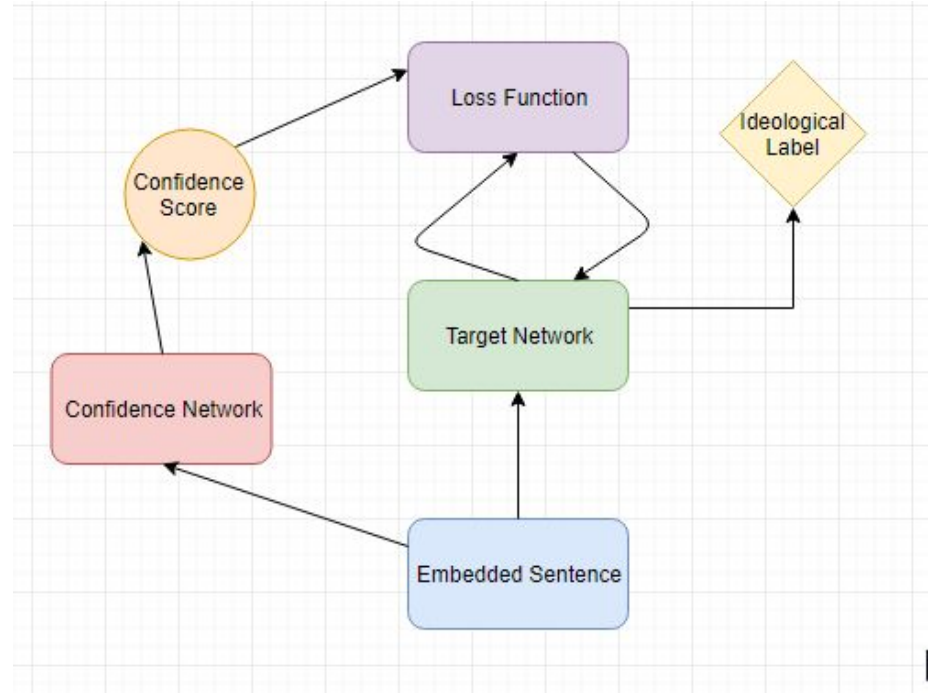 Loss Function
Ideological
Label
Confidence
Score
Target Network
Confidence Network
Embedded Sentence